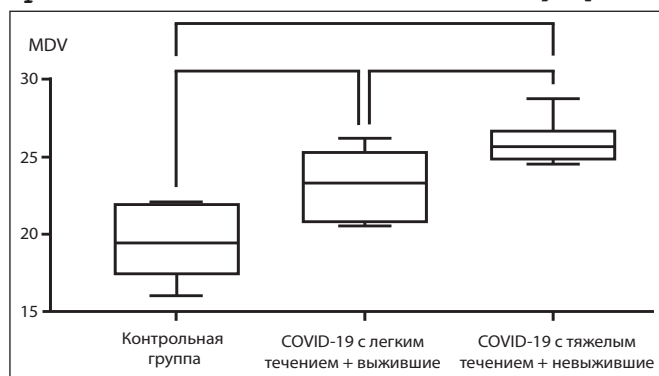 MDV
30
25
20
15
Контрольная
группа
COVID-19 с легким
течением + выжившие
COVID-19 с тяжелым
течением + невыжившие